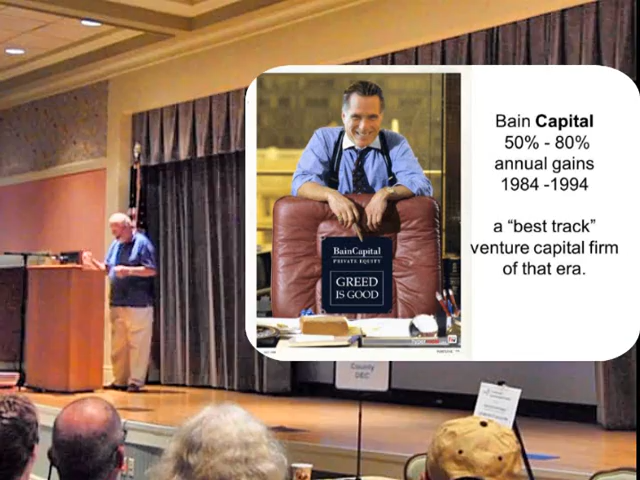 Bain Capital
50% - 80%
annual gains
1984 -1994
a “best track”
venture capital firm
of that era.
BainCapital
PRIVATE EQUITY
GREED
IS GOOD
County
DEC